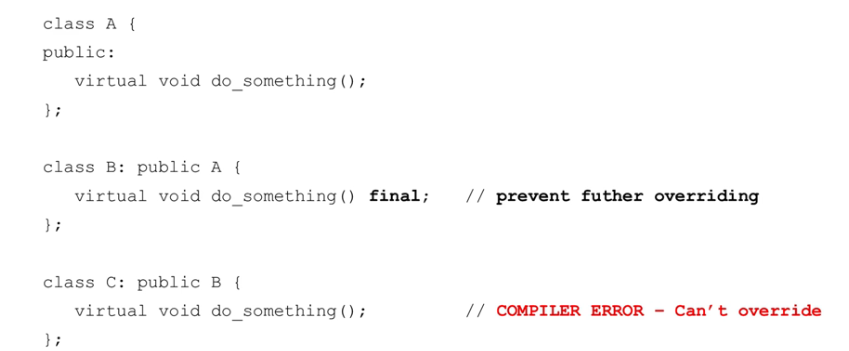 class A {
public:
virtual void do_something();
};
class B: public A {
virtual void do_something() final; // prevent futher overriding
};
class C: public B {
virtual void do_something(); // COMPILER ERROR – Can't override
};